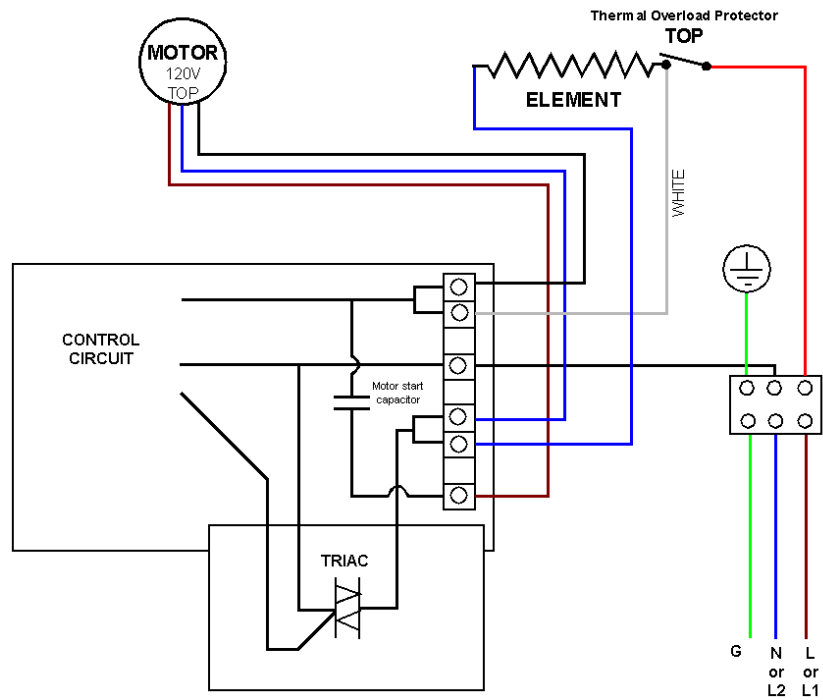 Thermal Overload Protector
TOP
MOTOR
120V
TOP
ELEMENT
WHITE
CONTROL
CIRCUIT
Motor start
capacitor
TRIAC
G
N
or
L2
L
or
L1